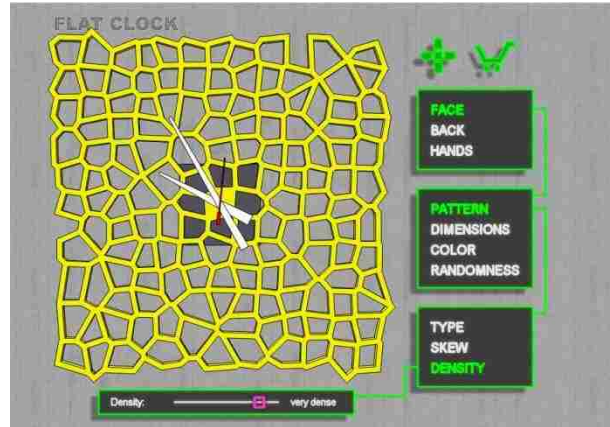 FLAT CLOCK
FACE
BACK
HANDS
PATTERN
DIMENSIONS
COLOR
RANDOMNESS
TYPE
SKEW
DENSITY
Density: very dense